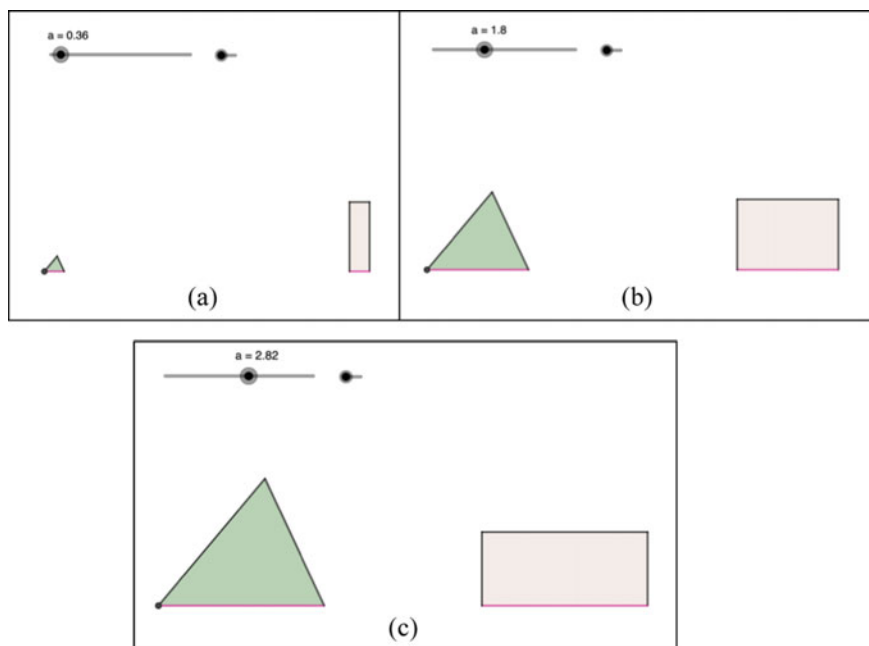 a = 0.36
a = 1.8
(a)
(b)
a = 2.82
(c)